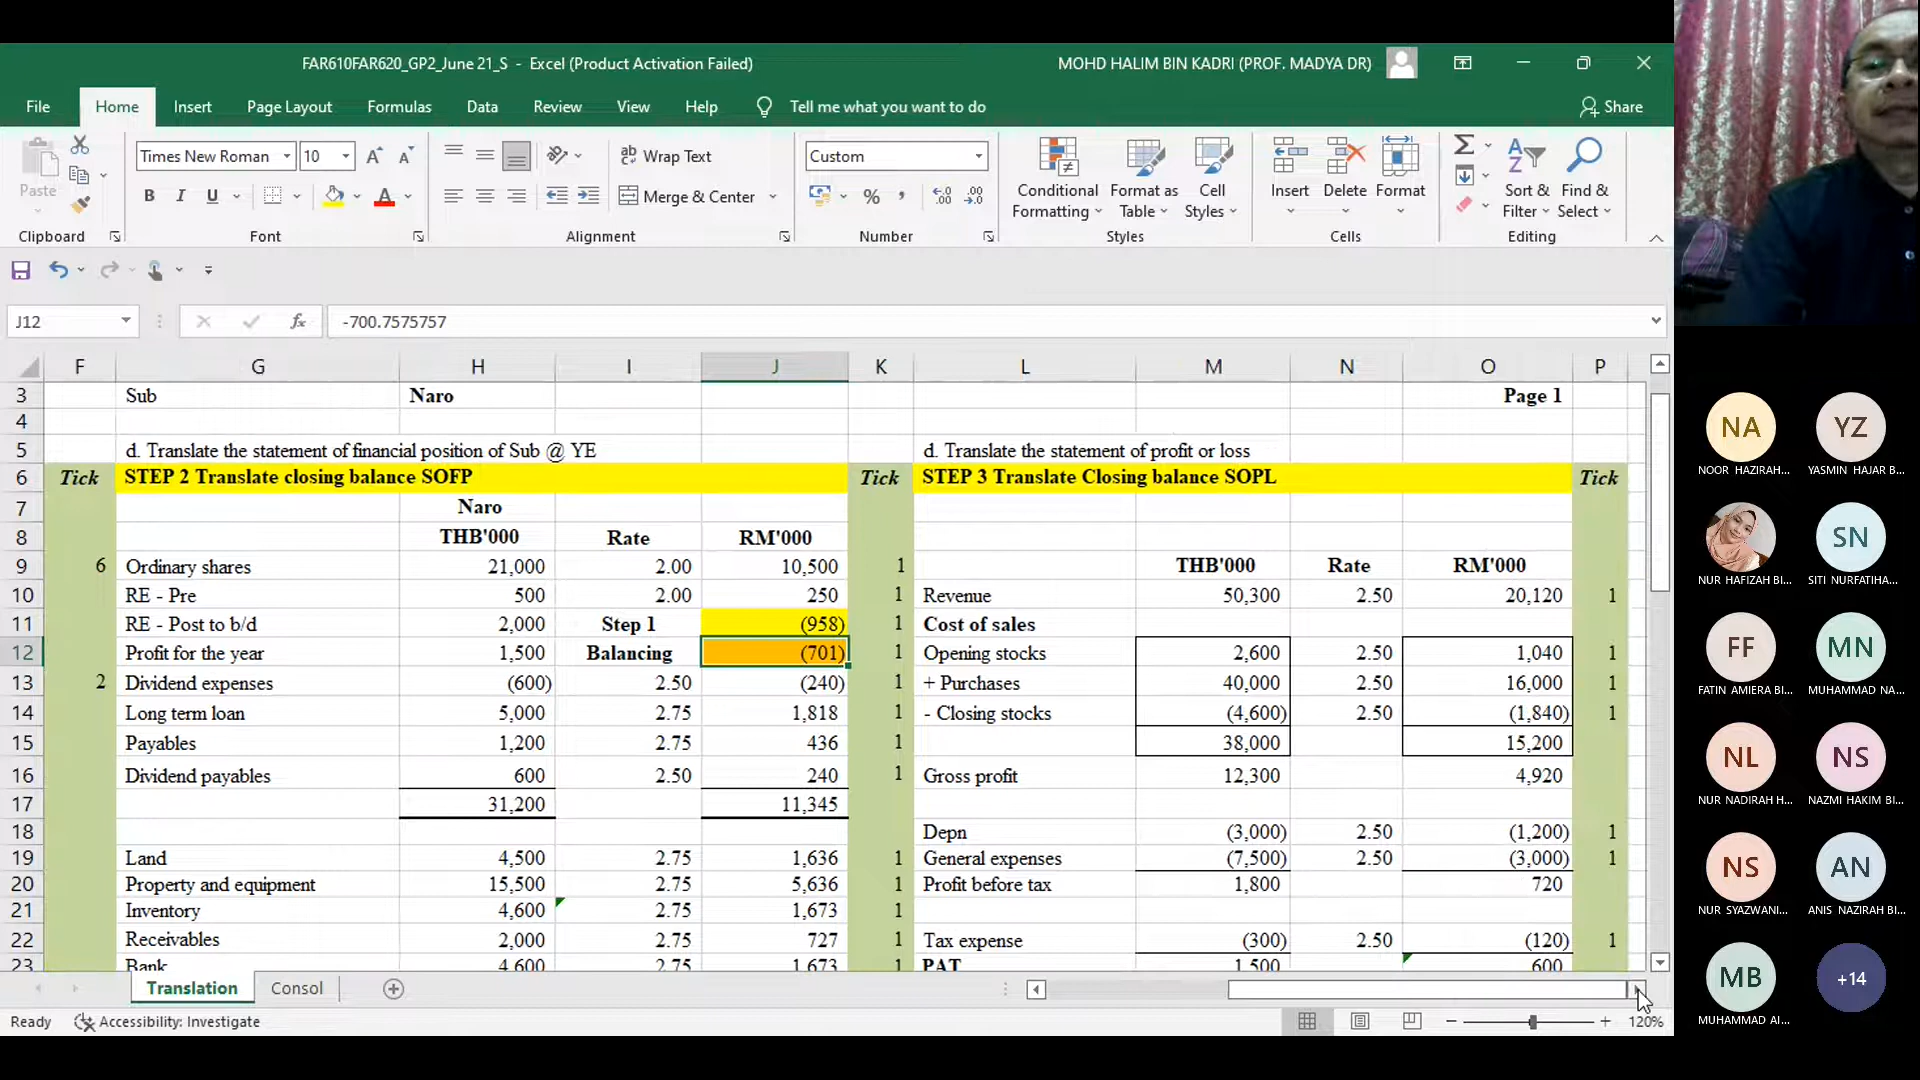 FAR610FAR620_GP2_June 21_S - Excel (Product Activation Failed)
MOHD HALIM BIN KADRI (PROF. MADYA DR)
File Home Insert Page Layout Formulas Data Review View Help Tell me what you want to do Share
Paste
Times New Roman 10
B I U
ab Wrap Text
Merge & Center
Custom
% ,
Conditional Formatting
Format as Table
Cell Styles
Insert Delete Format
Sort & Filter
Find & Select
Clipboard Font Alignment Number Styles Cells Editing
J12 fx -700.7575757
F G H I J K L M N O P
3 Sub Naro Page 1
4
5 d. Translate the statement of financial position of Sub @ YE d. Translate the statement of profit or loss
6 Tick STEP 2 Translate closing balance SOFP Tick STEP 3 Translate Closing balance SOPL Tick
7 Naro
8 THB'000 Rate RM'000
9 6 Ordinary shares 21,000 2.00 10,500 1 THB'000 Rate RM'000
10 RE - Pre 500 2.00 250 1 Revenue 50,300 2.50 20,120 1
11 RE - Post to b/d 2,000 Step 1 (958) 1 Cost of sales
12 Profit for the year 1,500 Balancing (701) 1 Opening stocks 2,600 2.50 1,040 1
13 2 Dividend expenses (600) 2.50 (240) 1 + Purchases 40,000 2.50 16,000 1
14 Long term loan 5,000 2.75 1,818 1 - Closing stocks (4,600) 2.50 (1,840) 1
15 Payables 1,200 2.75 436 1 38,000 15,200
16 Dividend payables 600 2.50 240 1 Gross profit 12,300 4,920
17 31,200 11,345
18 Depn (3,000) 2.50 (1,200) 1
19 Land 4,500 2.75 1,636 1 General expenses (7,500) 2.50 (3,000) 1
20 Property and equipment 15,500 2.75 5,636 1 Profit before tax 1,800 720
21 Inventory 4,600 2.75 1,673 1
22 Receivables 2,000 2.75 727 1 Tax expense (300) 2.50 (120) 1
23 Bank 4,600 2.75 1,673 1 PAT 1,500 600
Translation Consol
Ready Accessibility: Investigate 120%
NA YZ
NOOR HAZIRAH... YASMIN HAJAR B...
SN
NUR HAFIZAH BI... SITI NURFATIHA...
FF MN
FATIN AMIERA BI... MUHAMMAD NA...
NL NS
NUR NADIRAH H... NAZMI HAKIM BI...
NS AN
NUR SYAZWANI... ANIS NAZIRAH BI...
MB +14
MUHAMMAD AI...